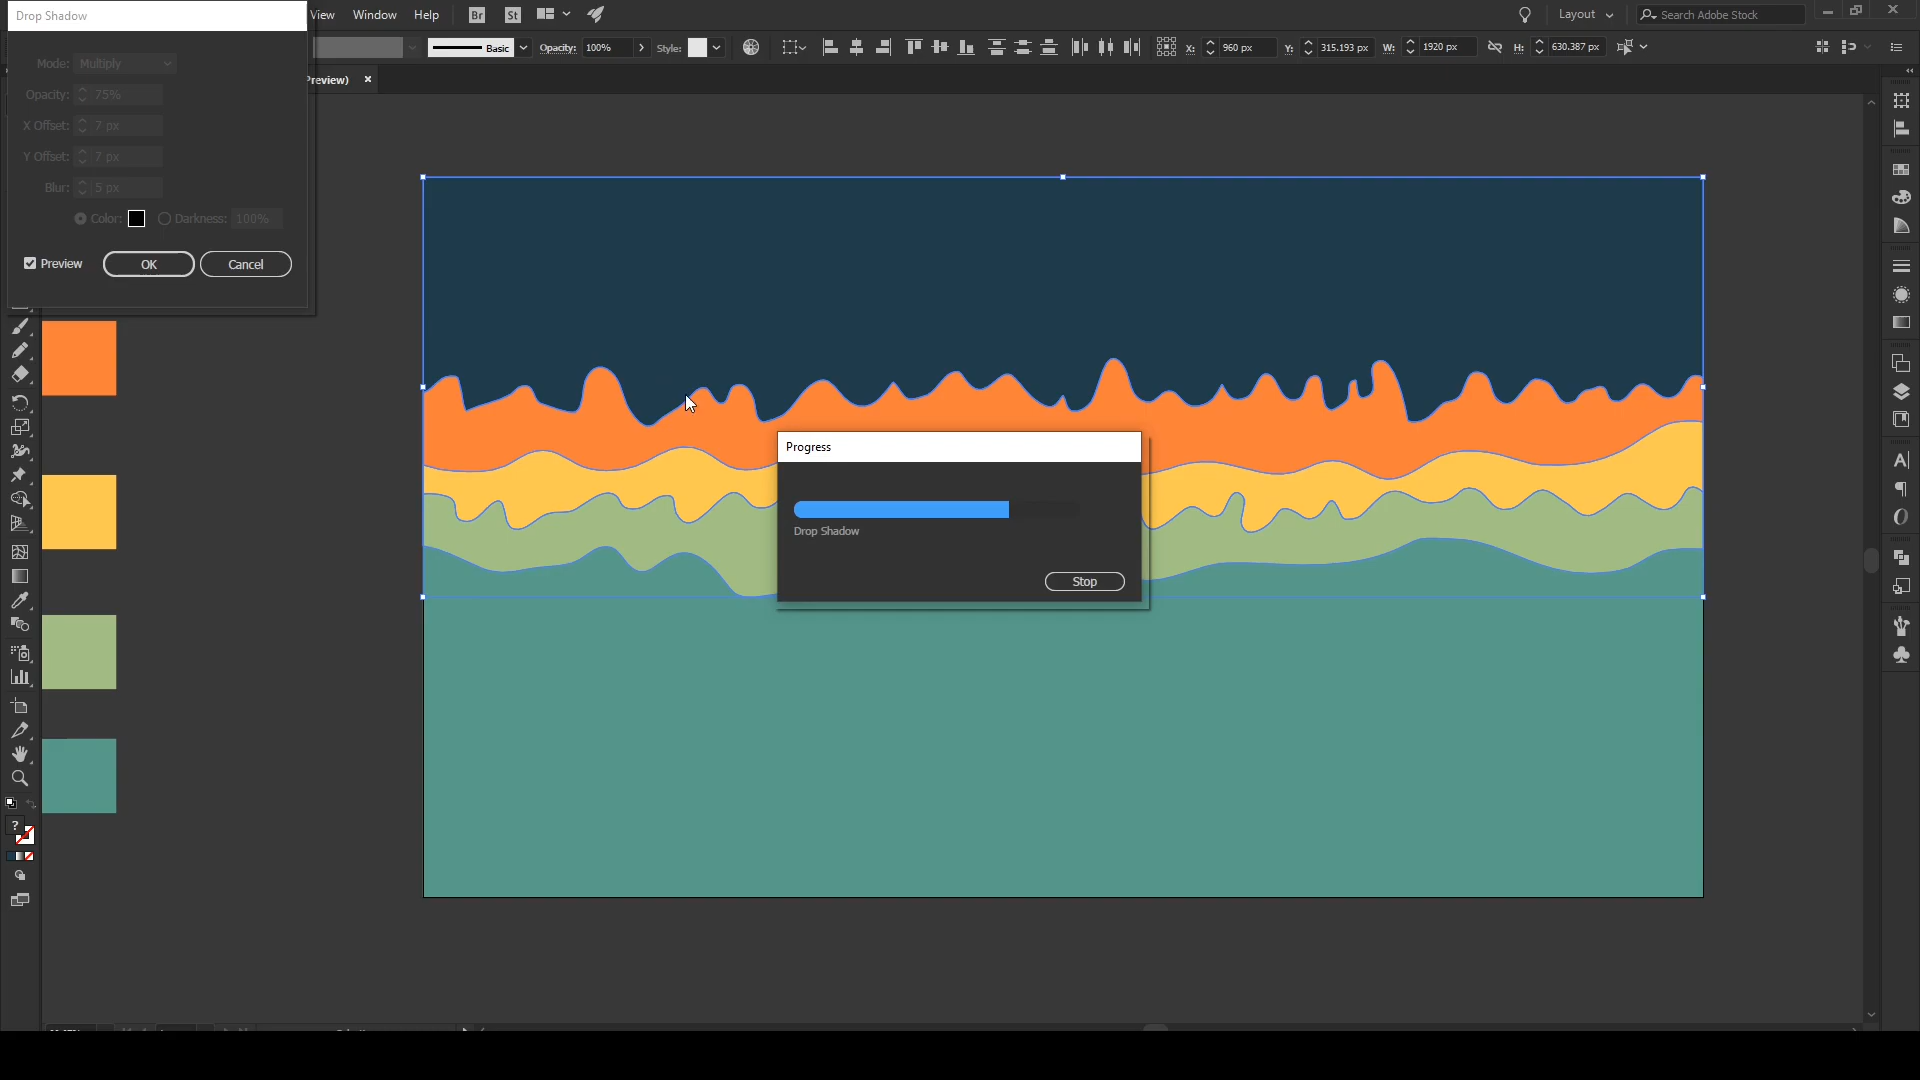 Drop Shadow
View Window Help Br St Layout Search Adobe Stock
Basic Opacity: 100% Style: X: 960 px Y: 315.193 px W: 1920 px H: 630.387 px
Preview) ×
Mode: Multiply
Opacity: 75%
X Offset: 7 px
Y Offset: 7 px
Blur: 5 px
Color: Darkness: 100%
Preview OK Cancel
Progress
Drop Shadow
Stop